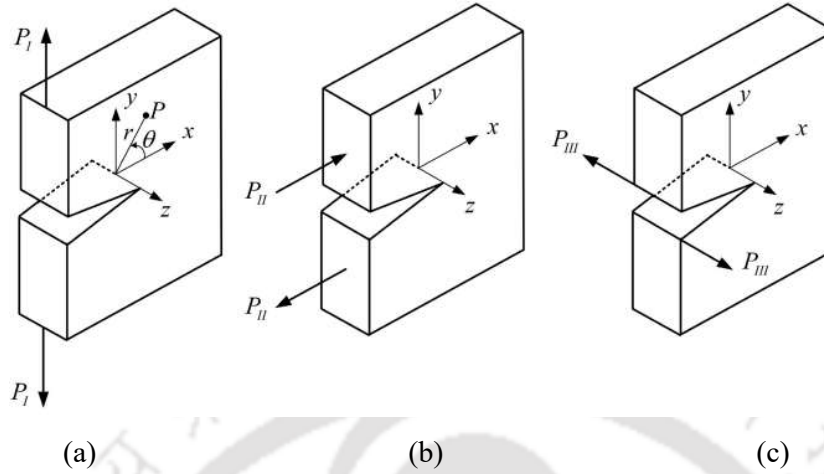 P_I y P r θ x z P_I
y x P_II z P_II
y x P_III z P_III
(a) (b) (c)